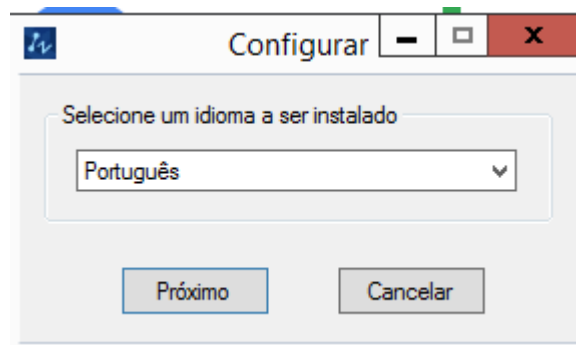 Configurar
Selecione um idioma a ser instalado
Português
Próximo Cancelar